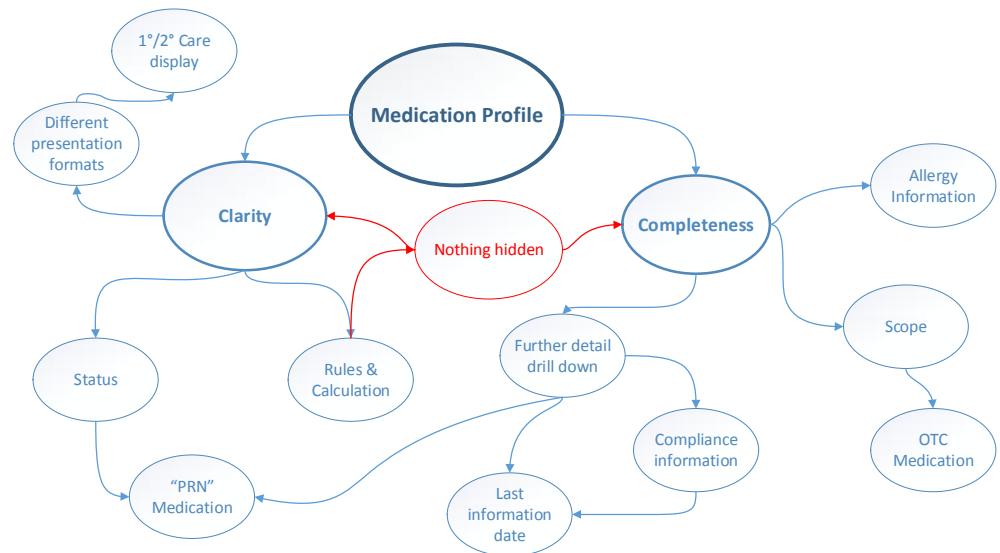 1°/2° Care
display
Medication Profile
Different
presentation
formats
Allergy
Information
Clarity
Completeness
Nothing hidden
Scope
Further detail
drill down
Status
Rules &
Calculation
Compliance
information
OTC
Medication
“PRN”
Medication
Last
information
date